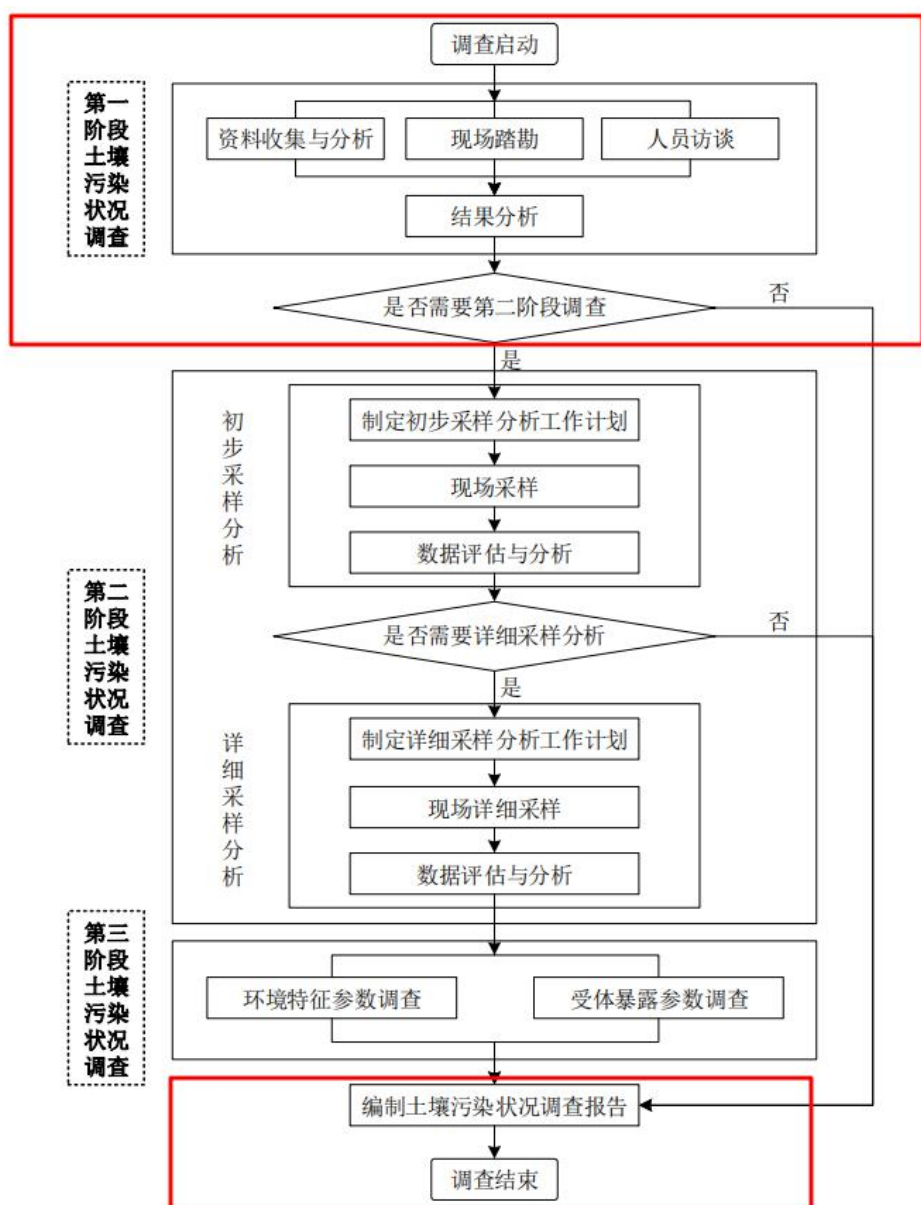 调查启动
第一
阶段
土壤
污染
状况
调查
资料收集与分析
现场踏勘
人员访谈
结果分析
是否需要第二阶段调查
否
是
第二
阶段
土壤
污染
状况
调查
初
步
采
样
分
析
制定初步采样分析工作计划
现场采样
数据评估与分析
是否需要详细采样分析
否
是
详
细
采
样
分
析
制定详细采样分析工作计划
现场详细采样
数据评估与分析
第三
阶段
土壤
污染
状况
调查
环境特征参数调查
受体暴露参数调查
编制土壤污染状况调查报告
调查结束